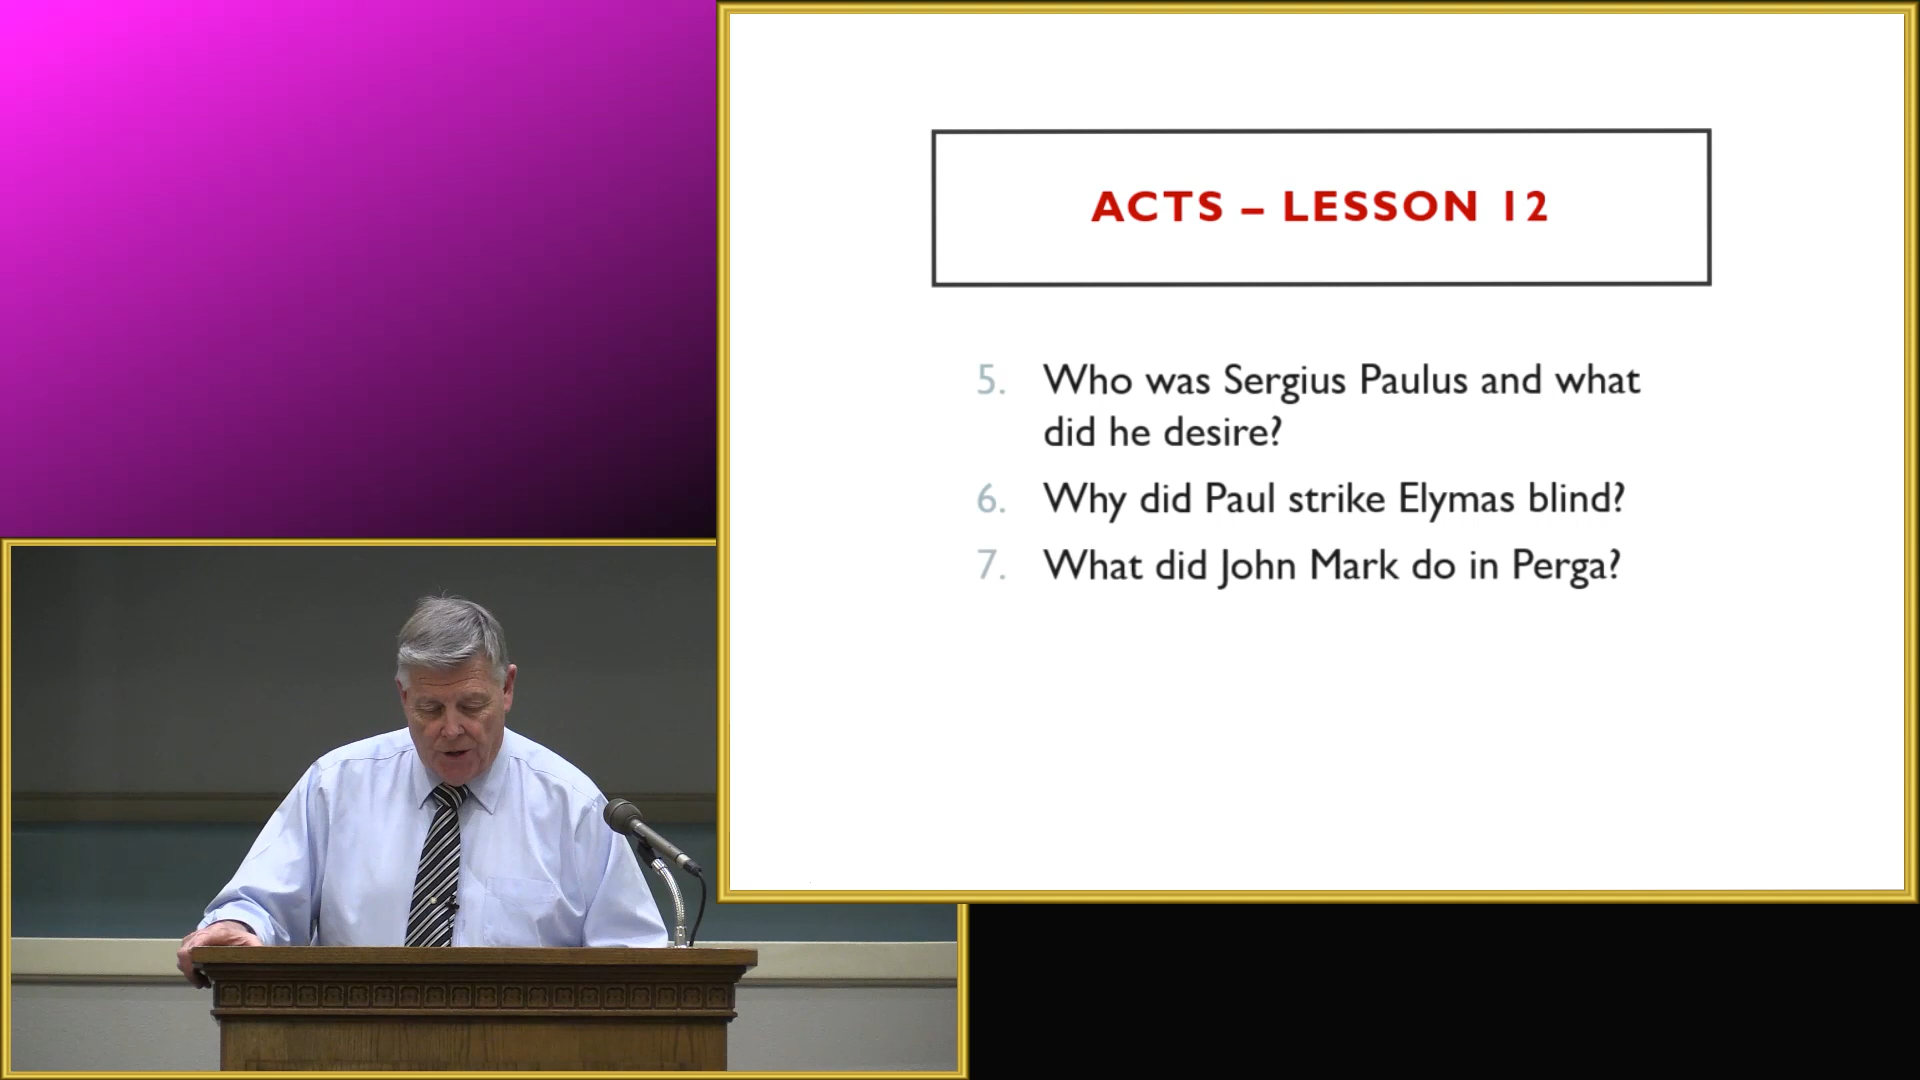 ACTS – LESSON 12
5. Who was Sergius Paulus and what
did he desire?
6. Why did Paul strike Elymas blind?
7. What did John Mark do in Perga?